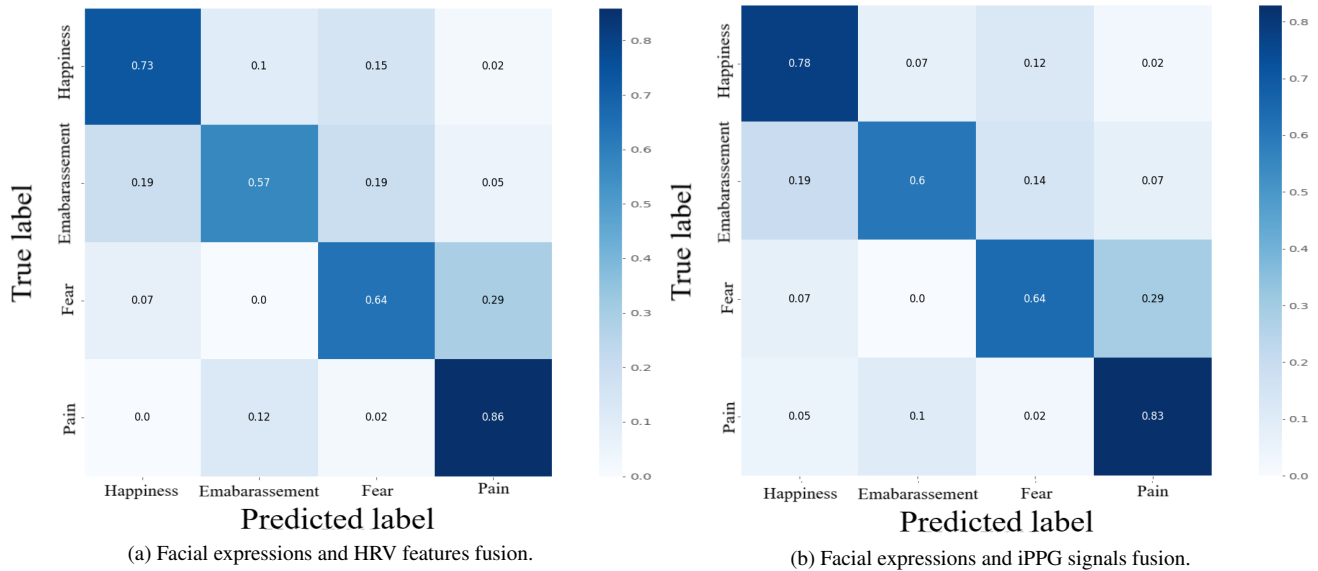 Happiness 0.73 0.1 0.15 0.02
Emabarassement 0.19 0.57 0.19 0.05
Fear 0.07 0.0 0.64 0.29
Pain 0.0 0.12 0.02 0.86
True label
Happiness Emabarassement Fear Pain
Predicted label
0.8
0.7
0.6
0.5
0.4
0.3
0.2
0.1
0.0
(a) Facial expressions and HRV features fusion.
Happiness 0.78 0.07 0.12 0.02
Emabarassement 0.19 0.6 0.14 0.07
Fear 0.07 0.0 0.64 0.29
Pain 0.05 0.1 0.02 0.83
True label
Happiness Emabarassement Fear Pain
Predicted label
0.8
0.7
0.6
0.5
0.4
0.3
0.2
0.1
0.0
(b) Facial expressions and iPPG signals fusion.